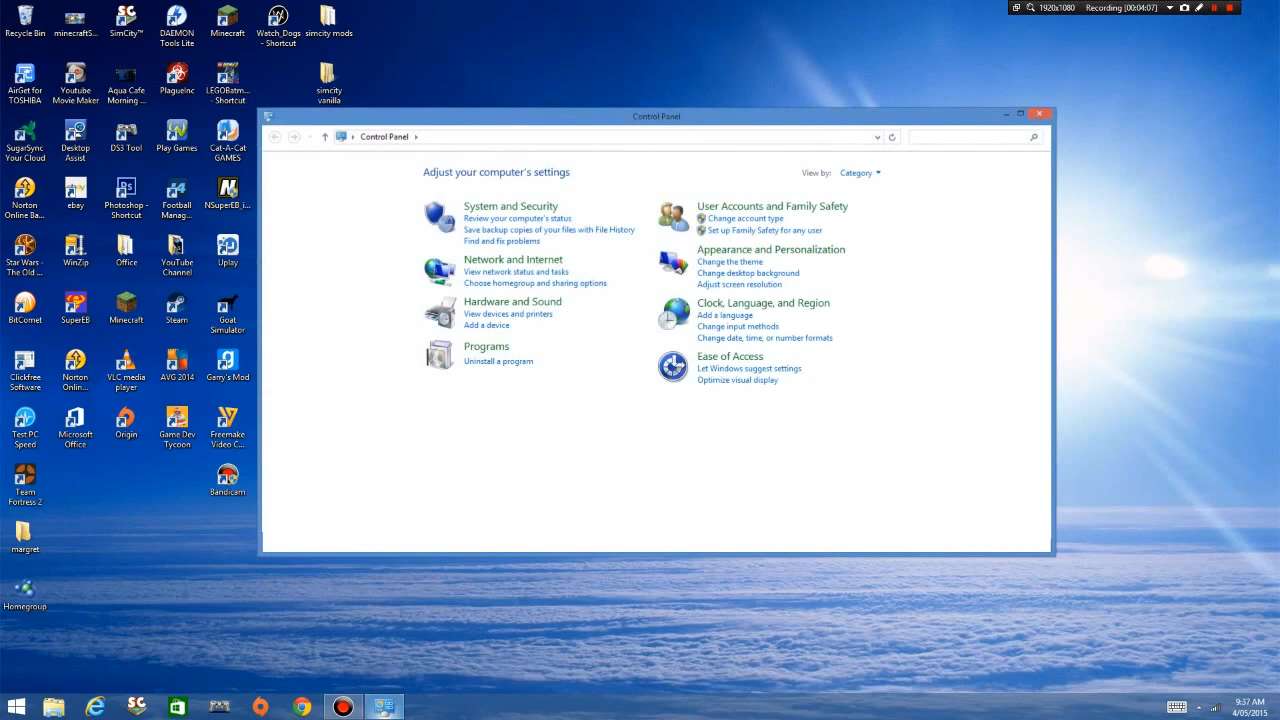 1920x1080 Recording [00:04:07]
Recycle Bin
minecraftS...
SimCity™
DAEMON
Tools Lite
Minecraft
Watch_Dogs
- Shortcut
simcity mods
AirGet for
TOSHIBA
Youtube
Movie Maker
Aqua Cafe
Morning ...
PlagueInc
LEGOBatm...
- Shortcut
simcity
vanilla
SugarSync
Your Cloud
Desktop
Assist
DS3 Tool
Play Games
Cat-A-Cat
GAMES
Norton
Online Ba...
ebay
Photoshop -
Shortcut
Football
Manag...
NSuperEB_i...
Star Wars -
The Old ...
WinZip
Office
YouTube
Channel
Uplay
BitComet
SuperEB
Minecraft
Steam
Goat
Simulator
Clickfree
Software
Norton
Online...
VLC media
player
AVG 2014
Garry's Mod
Test PC
Speed
Microsoft
Office
Origin
Game Dev
Tycoon
Freemake
Video C...
Team
Fortress 2
Bandicam
margret
Homegroup
Control Panel
Control Panel
Adjust your computer's settings
View by: Category
System and Security
Review your computer's status
Save backup copies of your files with File History
Find and fix problems
Network and Internet
View network status and tasks
Choose homegroup and sharing options
Hardware and Sound
View devices and printers
Add a device
Programs
Uninstall a program
User Accounts and Family Safety
Change account type
Set up Family Safety for any user
Appearance and Personalization
Change the theme
Change desktop background
Adjust screen resolution
Clock, Language, and Region
Add a language
Change input methods
Change date, time, or number formats
Ease of Access
Let Windows suggest settings
Optimize visual display
9:37 AM
4/05/2015